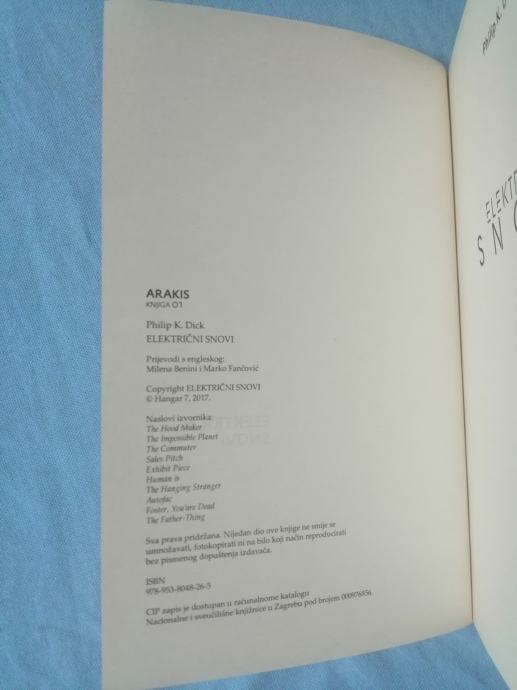 ARAKIS
KNJIGA 01
Philip K. Dick
ELEKTRIČNI SNOVI
Prijevodi s engleskog:
Milena Benini i Marko Fančović
Copyright ELEKTRIČNI SNOVI
© Hangar 7, 2017.
Naslovi izvornika:
The Hood Maker
The Impossible Planet
The Commuter
Sales Pitch
Exhibit Piece
Human is
The Hanging Stranger
Autofac
Foster, You're Dead
The Father-Thing
Sva prava pridržana. Nijedan dio ove knjige ne smije se
umnožavati, fotokopirati ni na bilo koji način reproducirati
bez pismenog dopuštenja izdavača.
ISBN
978-953-8048-26-5
CIP zapis je dostupan u računalnome katalogu
Nacionalne i sveučilišne knjižnice u Zagrebu pod brojem 000976856.
Philip K. D
ELEKT
SN